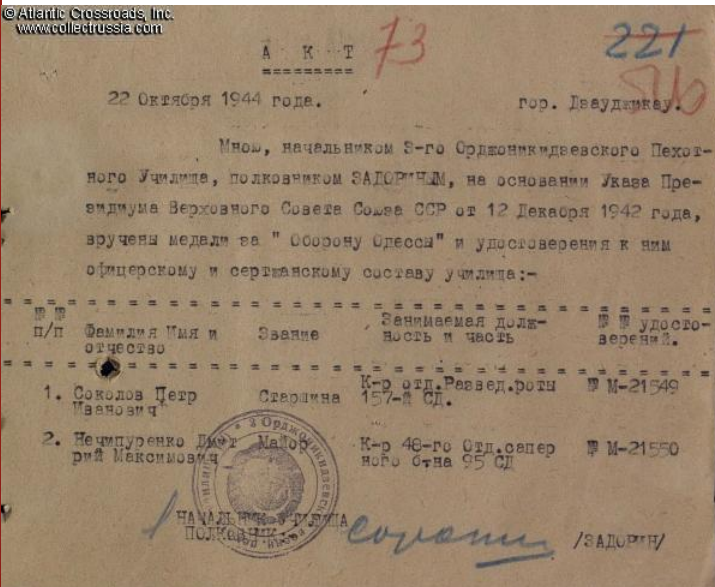 © Atlantic Crossroads, Inc.
www.collectrussia.com
А К Т
73
221
22 Октября 1944 года. гор. Дзауджикау.
Мною, начальником 3-го Орджоникидзевского Пехот-
ного Училища, полковником ЗАДОРИНЫМ, на основании Указа Пре-
зидиума Верховного Совета Союза ССР от 12 Декабря 1942 года,
вручены медали за " Оборону Одессы" и удостоверения к ним
офицерскому и сертжанскому составу училища:-
№ № п/п Фамилия Имя и отчество Звание Занимаемая долж- ность и часть № № удосто- верений.
1. Соколов Петр Иванович Старшина К-р отд.Развед.роты 157-й СД. № М-21549
2. Нечипуренко Дмит рий Максимович Майор К-р 48-го Отд.сапер ного б-на 95 СД № М-21550
НАЧАЛЬНИК УЧИЛИЩА
ПОЛКОВНИК /ЗАДОРИН/